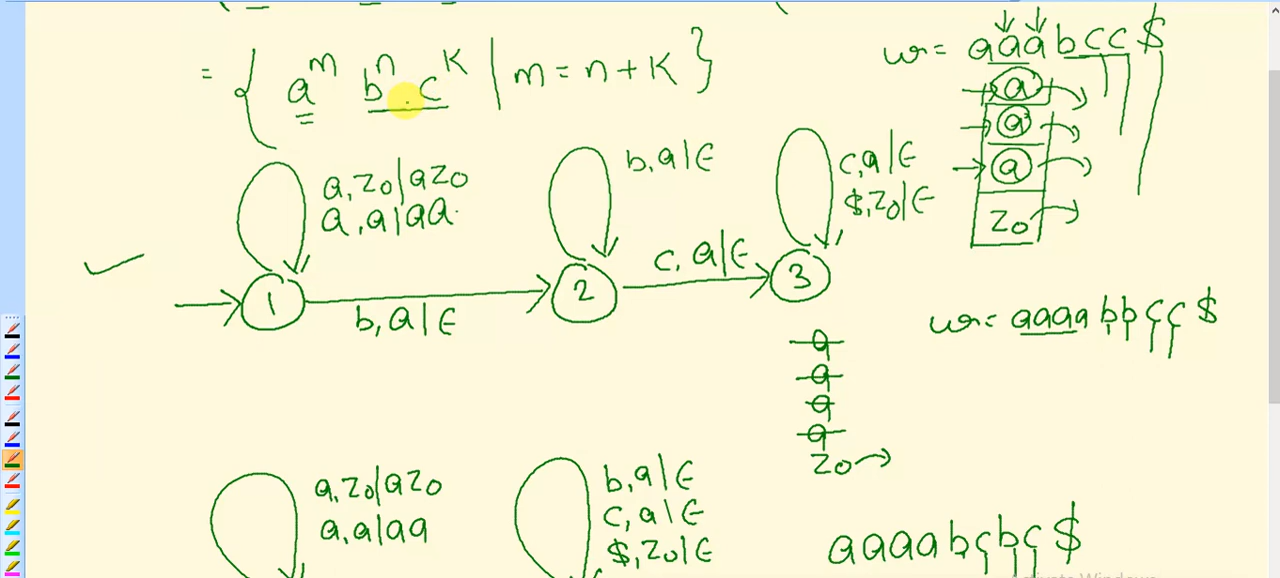 = { a^m b^n . c^k | m = n + k }
w = aaabcc$
a
a
a
z0
a, z0 | az0
a, a | aa
b, a | ε
c, a | ε
$, z0 | ε
1
b, a | ε
2
c, a | ε
3
w = aaaabbcc$
a
a
a
a
z0
a, z0 | az0
a, a | aa
b, a | ε
c, a | ε
$, z0 | ε
aaaabcbc$